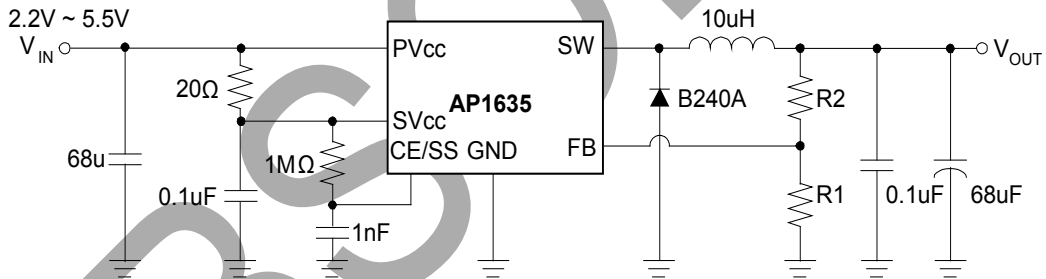 2.2V ~ 5.5V
VIN
10uH
PVcc
SW
VOUT
20Ω
AP1635
B240A
R2
SVcc
68u
1MΩ
CE/SS GND
FB
0.1uF
1nF
R1
0.1uF
68uF